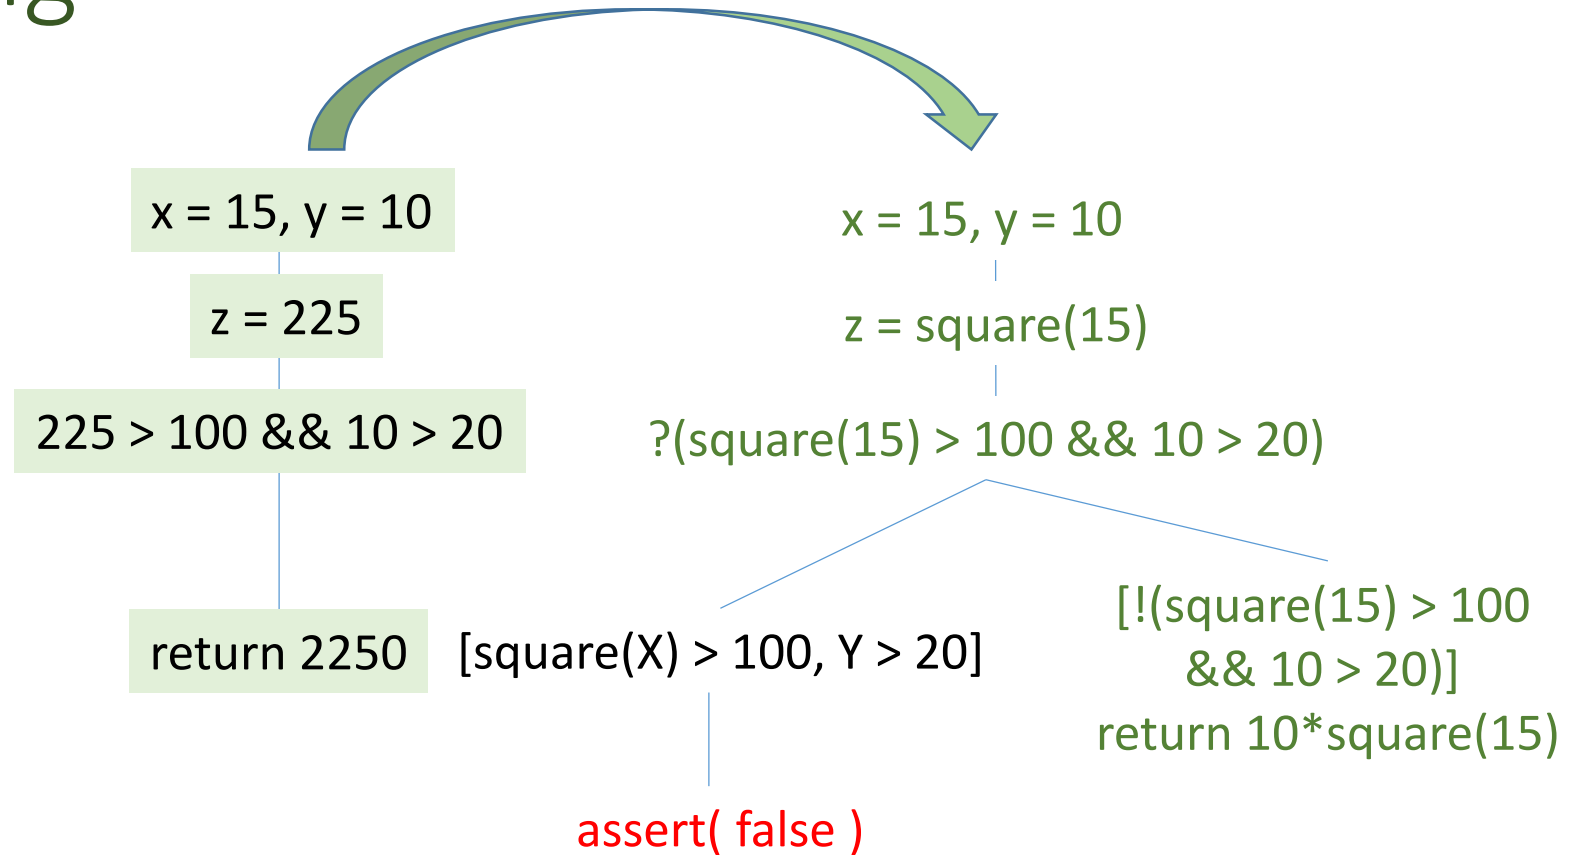 x = 15, y = 10
z = 225
225 > 100 && 10 > 20
return 2250
x = 15, y = 10
z = square(15)
?(square(15) > 100 && 10 > 20)
[square(X) > 100, Y > 20]
assert( false )
[!(square(15) > 100
&& 10 > 20)]
return 10*square(15)